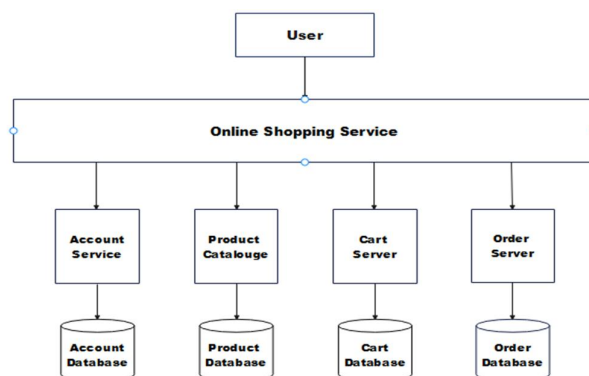 User
Online Shopping Service
Account
Service
Product
Catalouge
Cart
Server
Order
Server
Account
Database
Product
Database
Cart
Database
Order
Database